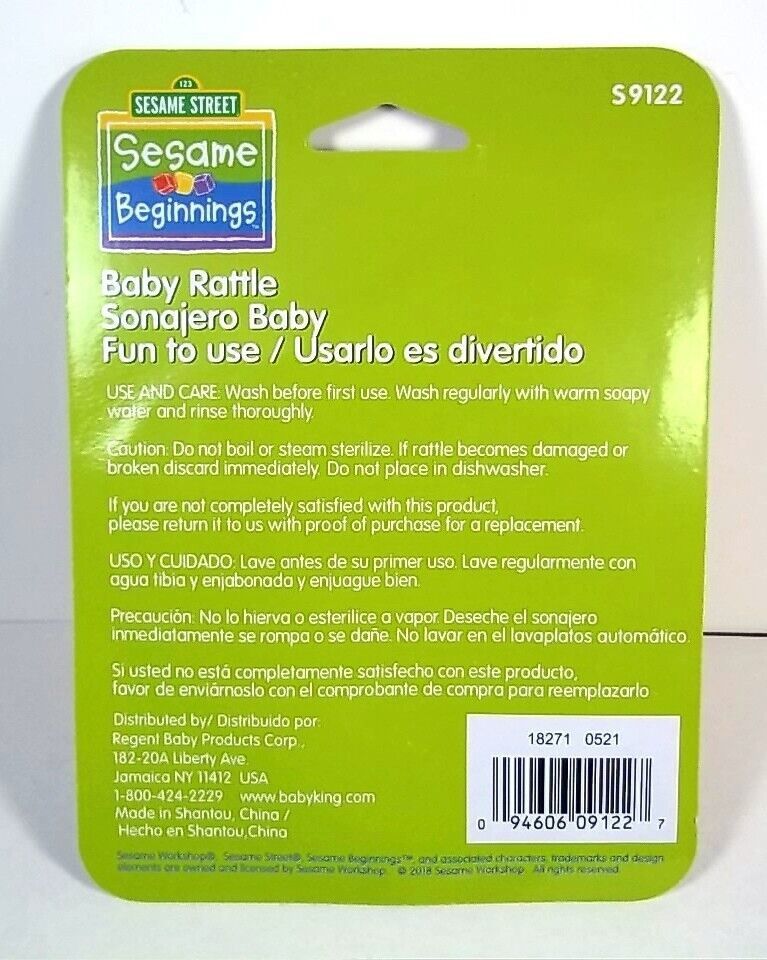 S9122
123
SESAME STREET
Sesame
Beginnings™
Baby Rattle
Sonajero Baby
Fun to use / Usarlo es divertido
USE AND CARE: Wash before first use. Wash regularly with warm soapy
water and rinse thoroughly.
Caution: Do not boil or steam sterilize. If rattle becomes damaged or
broken discard immediately. Do not place in dishwasher.
If you are not completely satisfied with this product,
please return it to us with proof of purchase for a replacement.
USO Y CUIDADO: Lave antes de su primer uso. Lave regularmente con
agua tibia y enjabonada y enjuague bien.
Precaución: No lo hierva o esterilice a vapor. Deseche el sonajero
inmediatamente se rompa o se dañe. No lavar en el lavaplatos automático.
Si usted no está completamente satisfecho con este producto,
favor de enviárnoslo con el comprobante de compra para reemplazarlo
Distributed by/ Distribuido por:
Regent Baby Products Corp.,
182-20A Liberty Ave.
Jamaica NY 11412 USA
1-800-424-2229 www.babyking.com
Made in Shantou, China /
Hecho en Shantou,China
18271 0521
0 94606 09122 7
Sesame Workshop®, Sesame Street®, Sesame Beginnings™, and associated characters, trademarks and design
elements are owned and licensed by Sesame Workshop. © 2018 Sesame Workshop. All rights reserved.